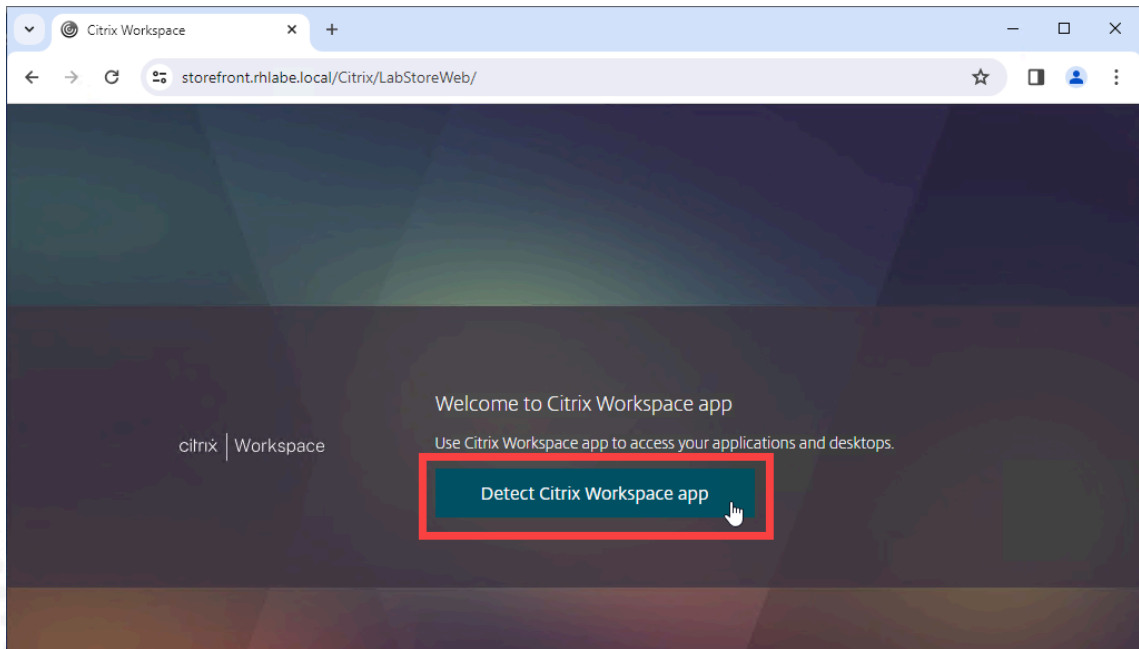 Citrix Workspace
storefront.rhlabe.local/Citrix/LabStoreWeb/
Welcome to Citrix Workspace app
citrix | Workspace
Use Citrix Workspace app to access your applications and desktops.
Detect Citrix Workspace app